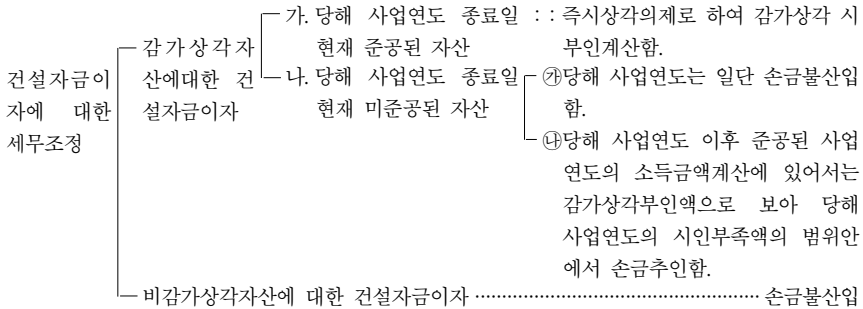 건설자금이
자에 대한
세무조정
감가상각자
산에대한 건
설자금이자
가. 당해 사업연도 종료일
현재 준공된 자산
: : 즉시상각의제로 하여 감가상각 시
부인계산함.
나. 당해 사업연도 종료일
현재 미준공된 자산
㉮당해 사업연도는 일단 손금불산입
함.
㉯당해 사업연도 이후 준공된 사업
연도의 소득금액계산에 있어서는
감가상각부인액으로 보아 당해
사업연도의 시인부족액의 범위안
에서 손금추인함.
비감가상각자산에 대한 건설자금이자 ······················································ 손금불산입